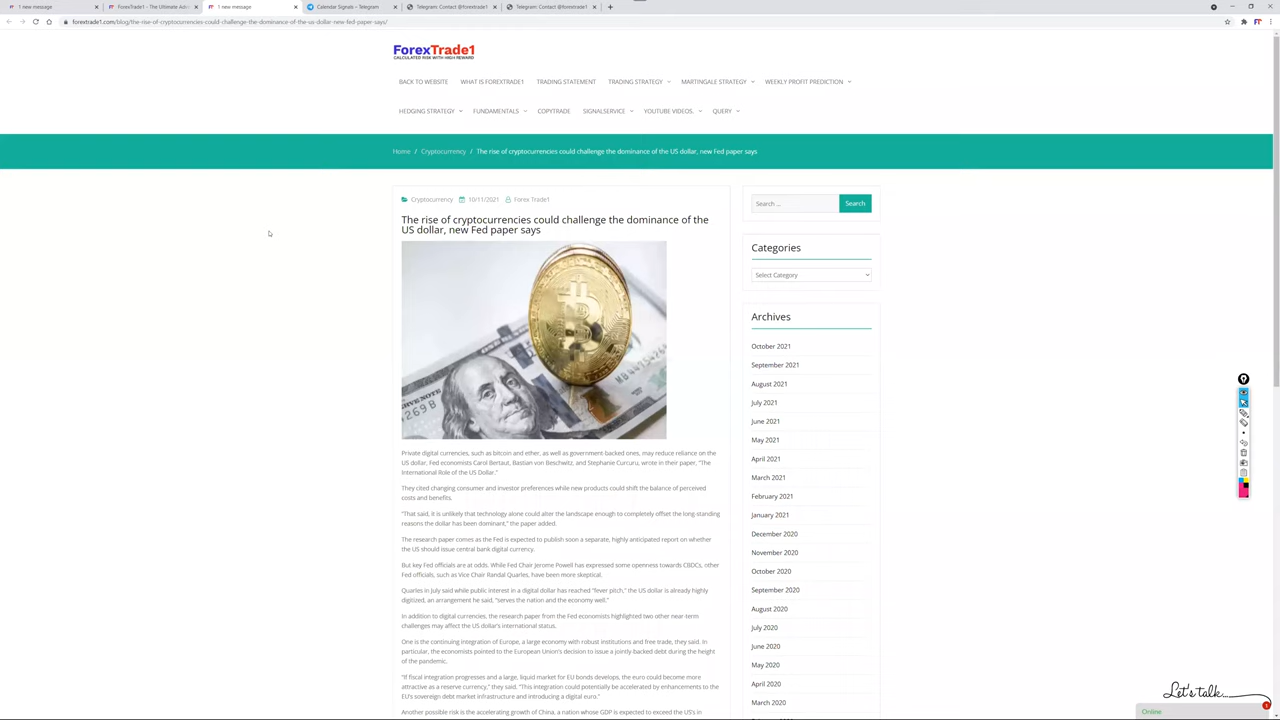 1 new message
ForexTrade1 - The Ultimate Adv
1 new message
Calendar Signals – Telegram
Telegram: Contact @forextrade1
Telegram: Contact @forextrade1
forextrade1.com/blog/the-rise-of-cryptocurrencies-could-challenge-the-dominance-of-the-us-dollar-new-fed-paper-says/
ForexTrade1
CALCULATED RISK WITH HIGH REWARD
BACK TO WEBSITE WHAT IS FOREXTRADE1 TRADING STATEMENT TRADING STRATEGY MARTINGALE STRATEGY WEEKLY PROFIT PREDICTION
HEDGING STRATEGY FUNDAMENTALS COPYTRADE SIGNALSERVICE YOUTUBE VIDEOS. QUERY
Home / Cryptocurrency / The rise of cryptocurrencies could challenge the dominance of the US dollar, new Fed paper says
Cryptocurrency 10/11/2021 Forex Trade1
The rise of cryptocurrencies could challenge the dominance of the
US dollar, new Fed paper says
Private digital currencies, such as bitcoin and ether, as well as government-backed ones, may reduce reliance on the
US dollar, Fed economists Carol Bertaut, Bastian von Beschwitz, and Stephanie Curcuru, wrote in their paper, "The
International Role of the US Dollar."
They cited changing consumer and investor preferences while new products could shift the balance of perceived
costs and benefits.
"That said, it is unlikely that technology alone could alter the landscape enough to completely offset the long-standing
reasons the dollar has been dominant," the paper added.
The research paper comes as the Fed is expected to publish soon a separate, highly anticipated report on whether
the US should issue central bank digital currency.
But key Fed officials are at odds. While Fed Chair Jerome Powell has expressed some openness towards CBDCs, other
Fed officials, such as Vice Chair Randal Quarles, have been more skeptical.
Quarles in July said while public interest in a digital dollar has reached "fever pitch," the US dollar is already highly
digitized, an arrangement he said, "serves the nation and the economy well."
In addition to digital currencies, the research paper from the Fed economists highlighted two other near-term
challenges may affect the US dollar's international status.
One is the continuing integration of Europe, a large economy with robust institutions and free trade, they said. In
particular, the economists pointed to the European Union's decision to issue a jointly-backed debt during the height
of the pandemic.
"If fiscal integration progresses and a large, liquid market for EU bonds develops, the euro could become more
attractive as a reserve currency," they said. "This integration could potentially be accelerated by enhancements to the
EU's sovereign debt market infrastructure and introducing a digital euro."
Another possible risk is the accelerating growth of China, a nation whose GDP is expected to exceed the US's in
Search ...
Search
Categories
Select Category
Archives
October 2021
September 2021
August 2021
July 2021
June 2021
May 2021
April 2021
March 2021
February 2021
January 2021
December 2020
November 2020
October 2020
September 2020
August 2020
July 2020
June 2020
May 2020
April 2020
March 2020
Let's talk
Online
1